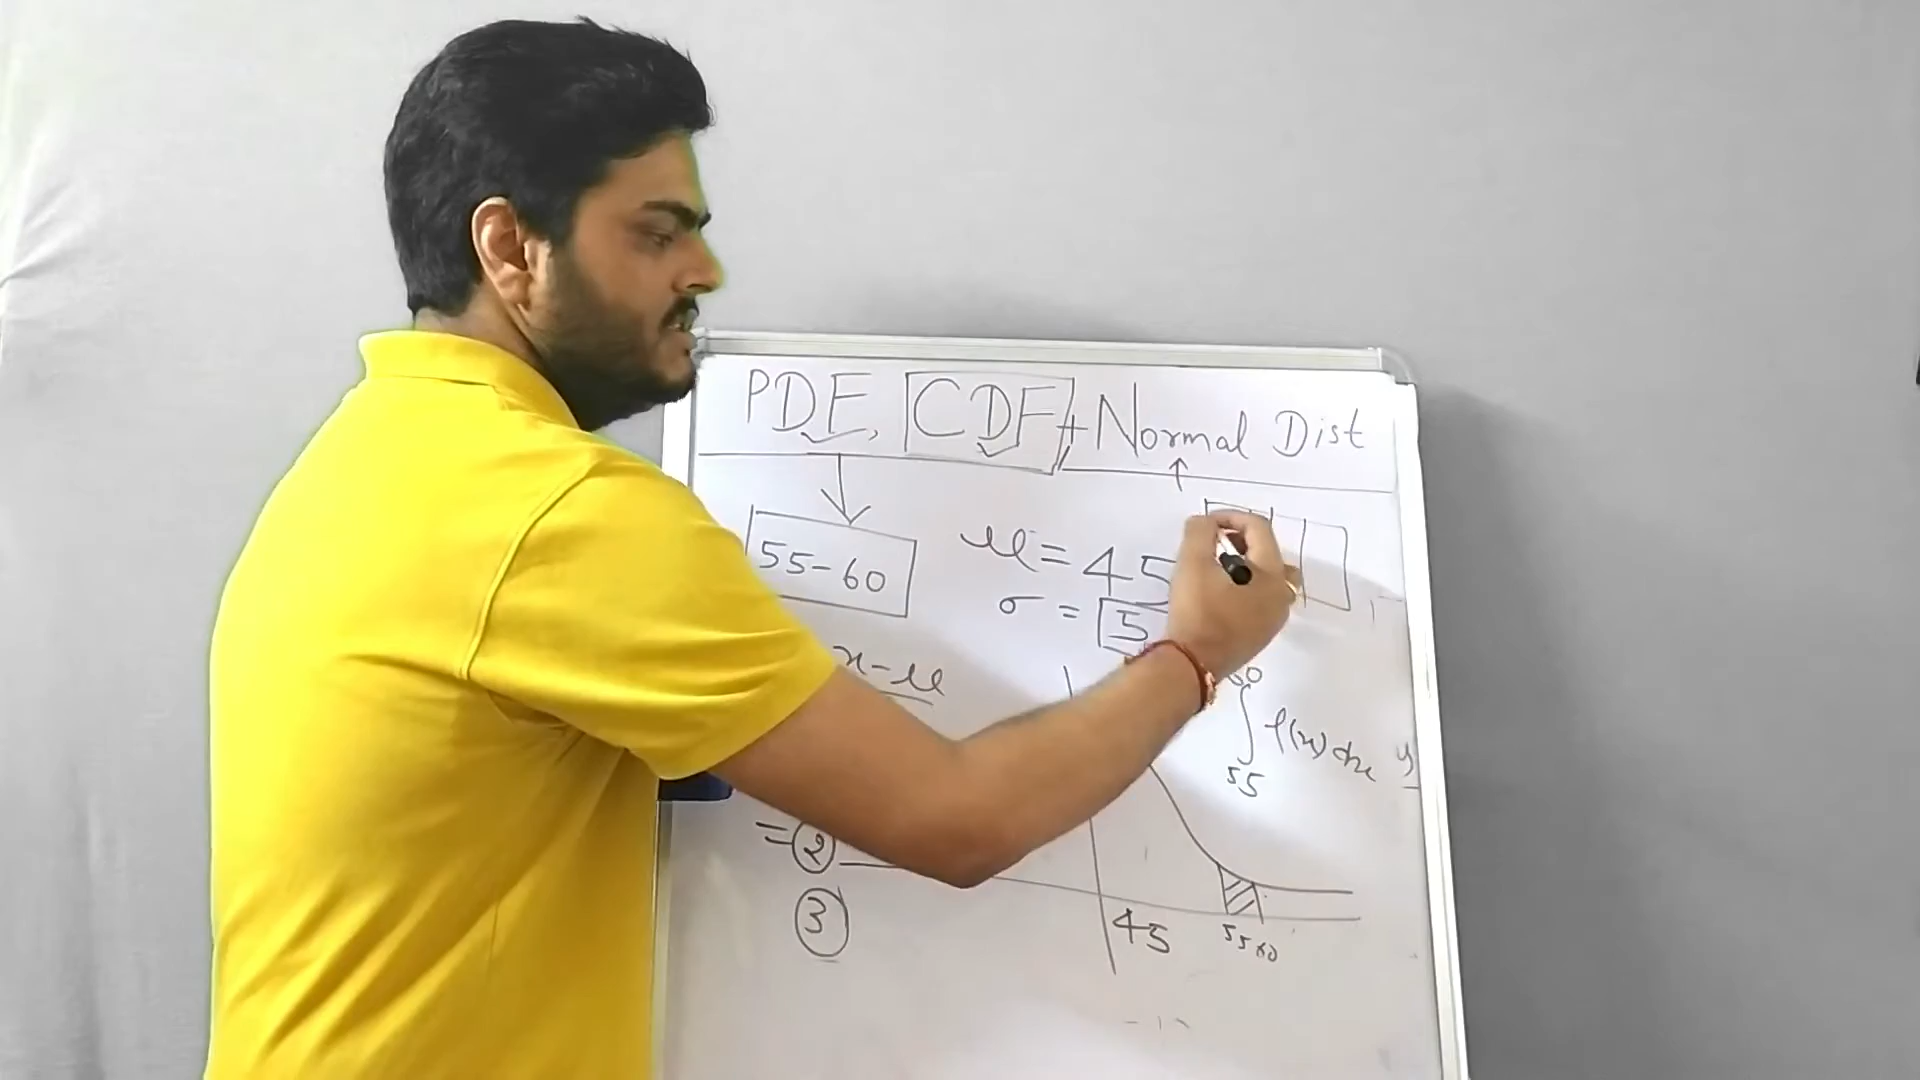 PDF, CDF + Normal Dist
55-60
μ = 45
σ = 5
x-μ
60
∫ f(x) dx
55
= 2
3
45
55 60